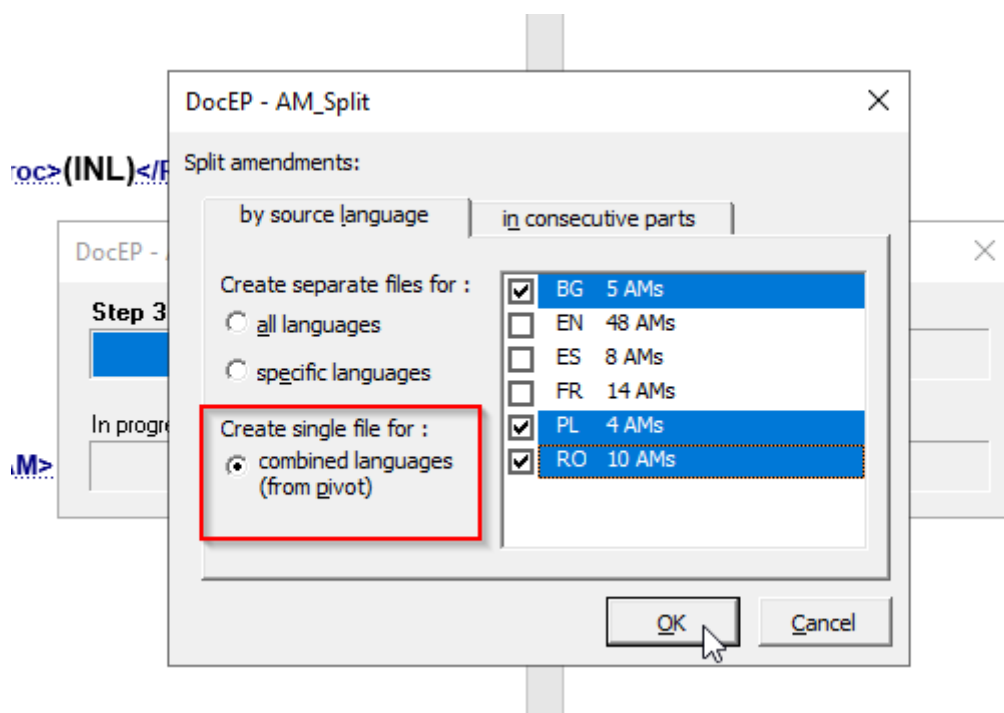 DocEP - AM_Split
Split amendments:
roc>(INL)</
by source language
in consecutive parts
DocEP -
Create separate files for :
all languages
specific languages
Step 3
Create single file for :
combined languages
(from pivot)
In progre
AM>
BG 5 AMs
EN 48 AMs
ES 8 AMs
FR 14 AMs
PL 4 AMs
RO 10 AMs
OK
Cancel